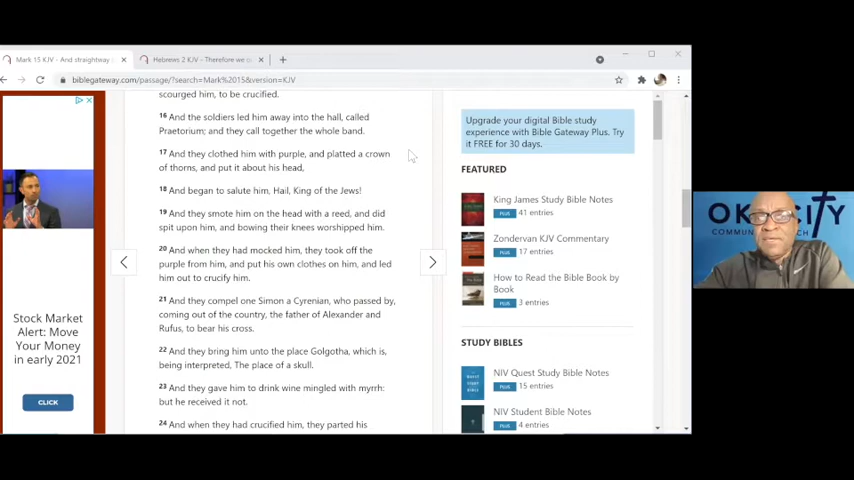 Mark 15 KJV - And straightway
Hebrews 2 KJV - Therefore we
biblegateway.com/passage/?search=Mark%2015&version=KJV
scourged him, to be crucified.
16 And the soldiers led him away into the hall, called
Praetorium; and they call together the whole band.
17 And they clothed him with purple, and platted a crown
of thorns, and put it about his head,
18 And began to salute him, Hail, King of the Jews!
19 And they smote him on the head with a reed, and did
spit upon him, and bowing their knees worshipped him.
20 And when they had mocked him, they took off the
purple from him, and put his own clothes on him, and led
him out to crucify him.
21 And they compel one Simon a Cyrenian, who passed by,
coming out of the country, the father of Alexander and
Rufus, to bear his cross.
22 And they bring him unto the place Golgotha, which is,
being interpreted, The place of a skull.
23 And they gave him to drink wine mingled with myrrh:
but he received it not.
24 And when they had crucified him, they parted his
Stock Market
Alert: Move
Your Money
in early 2021
CLICK
Upgrade your digital Bible study
experience with Bible Gateway Plus. Try
it FREE for 30 days.
FEATURED
King James Study Bible Notes
PLUS 41 entries
Zondervan KJV Commentary
PLUS 17 entries
How to Read the Bible Book by
Book
PLUS 3 entries
STUDY BIBLES
NIV Quest Study Bible Notes
PLUS 15 entries
NIV Student Bible Notes
PLUS 4 entries